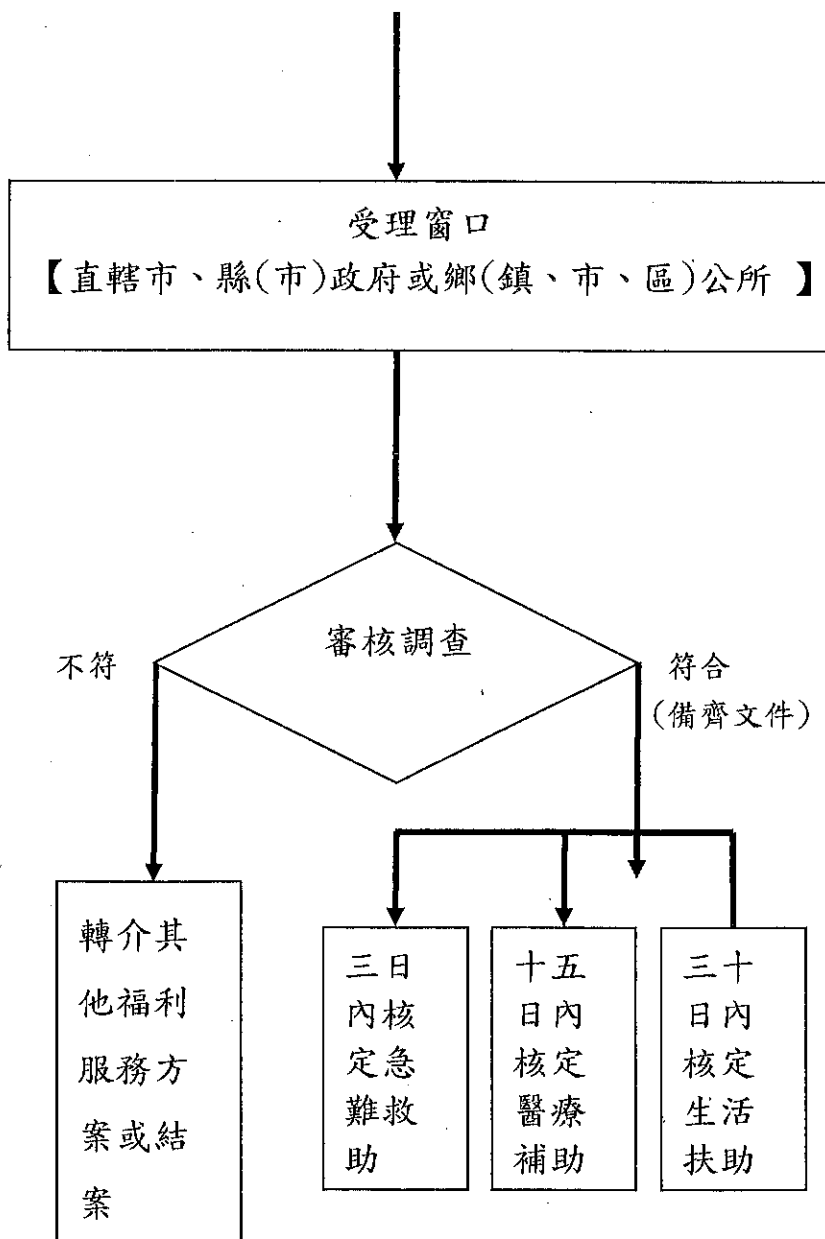 受理窗口
【直轄市、縣(市)政府或鄉(鎮、市、區)公所 】
審核調查
不符
符合
(備齊文件)
轉介其
他福利
服務方
案或結
案
三日
內核
定急
難救
助
十五
日內
核定
醫療
補助
三十
日內
核定
生活
扶助